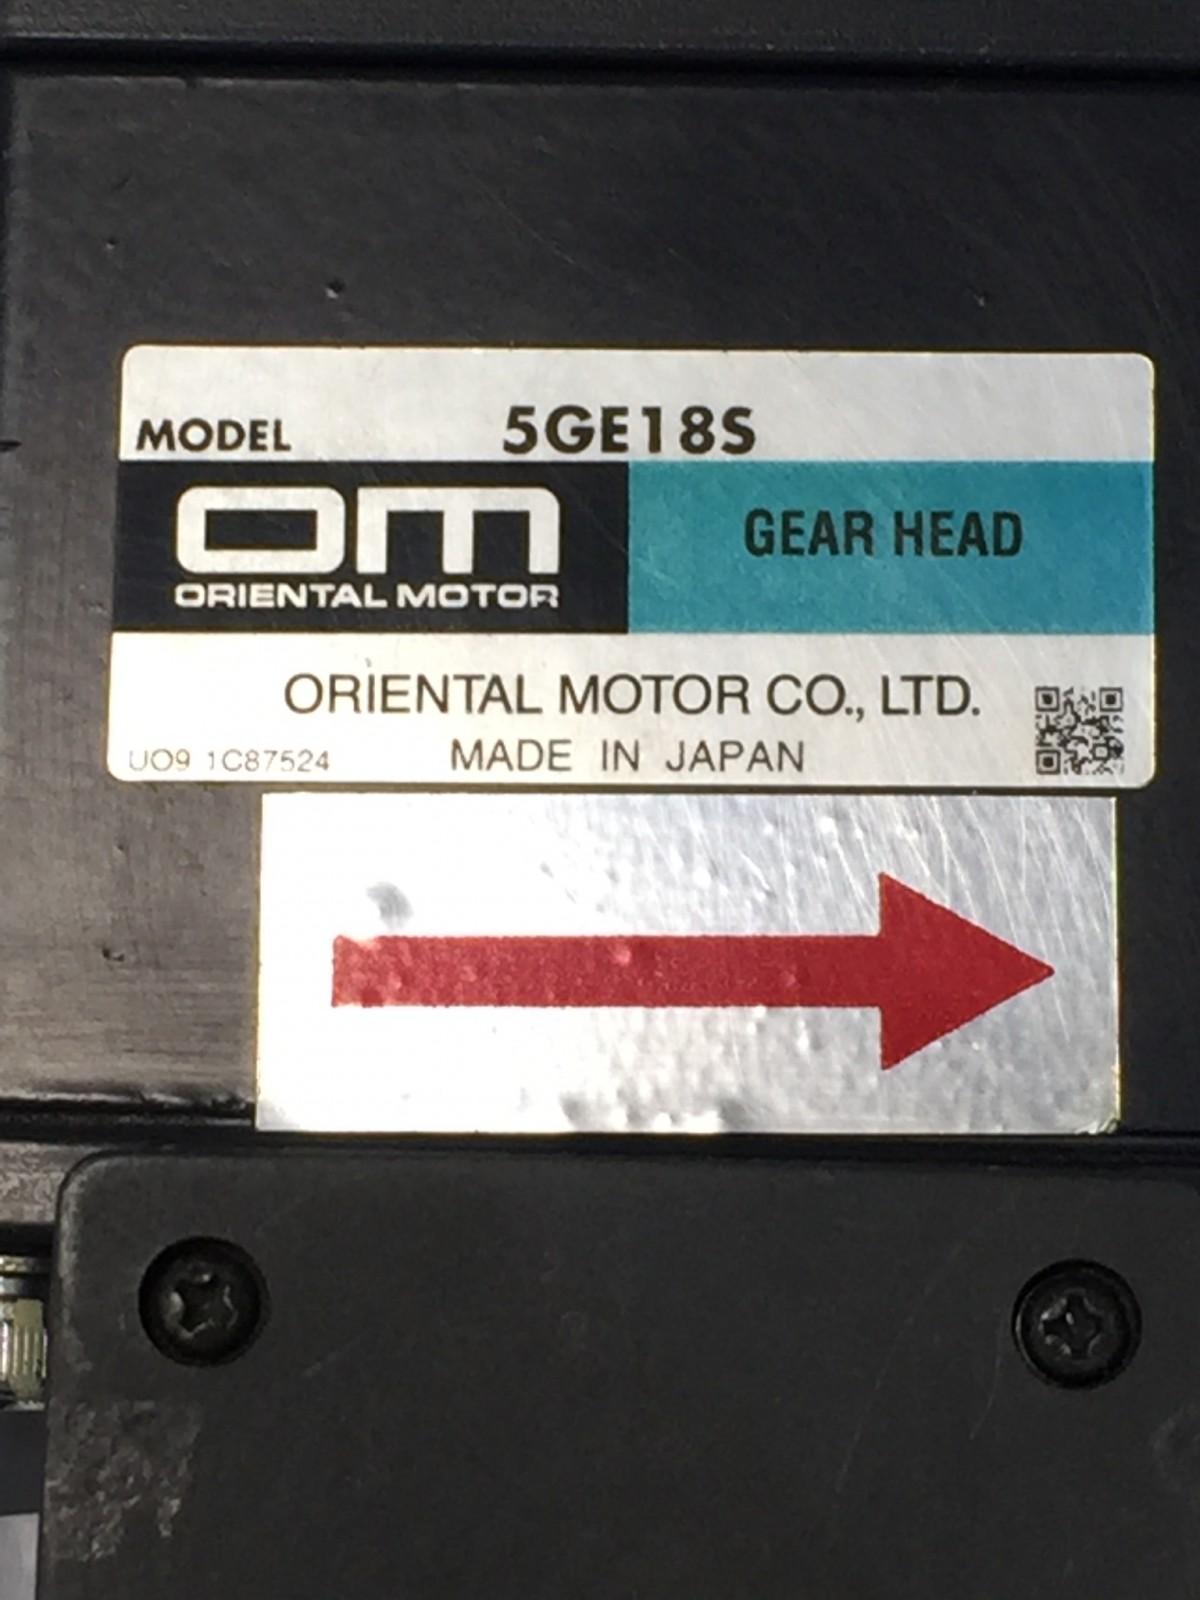 MODEL 5GE18S
om
ORIENTAL MOTOR
GEAR HEAD
ORIENTAL MOTOR CO., LTD.
UO9 1C87524 MADE IN JAPAN